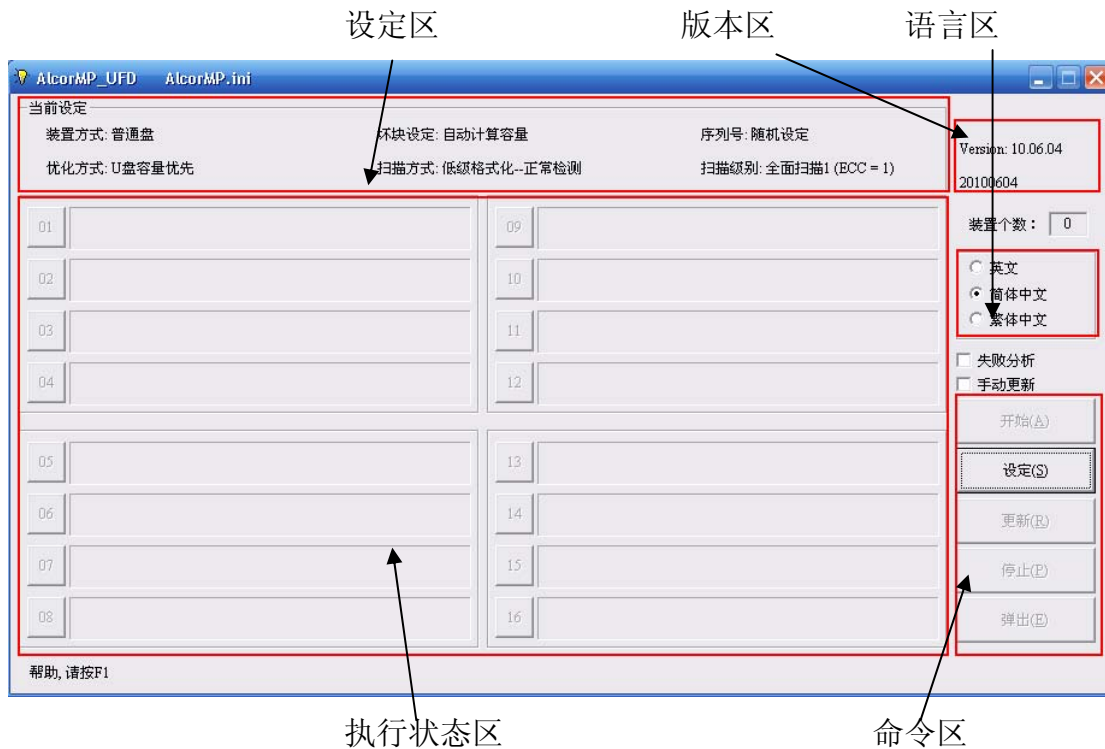 设定区 版本区 语言区
AlcorMP_UFD AlcorMP.ini
当前设定
装置方式: 普通盘 坏块设定: 自动计算容量 序列号: 随机设定
优化方式: U盘容量优先 扫描方式: 低级格式化--正常检测 扫描级别: 全面扫描1 (ECC = 1)
Version: 10.06.04
20100604
装置个数： 0
英文
简体中文
繁体中文
失败分析
手动更新
开始(A)
设定(S)
更新(R)
停止(P)
弹出(E)
01 09
02 10
03 11
04 12
05 13
06 14
07 15
08 16
帮助, 请按F1
执行状态区 命令区